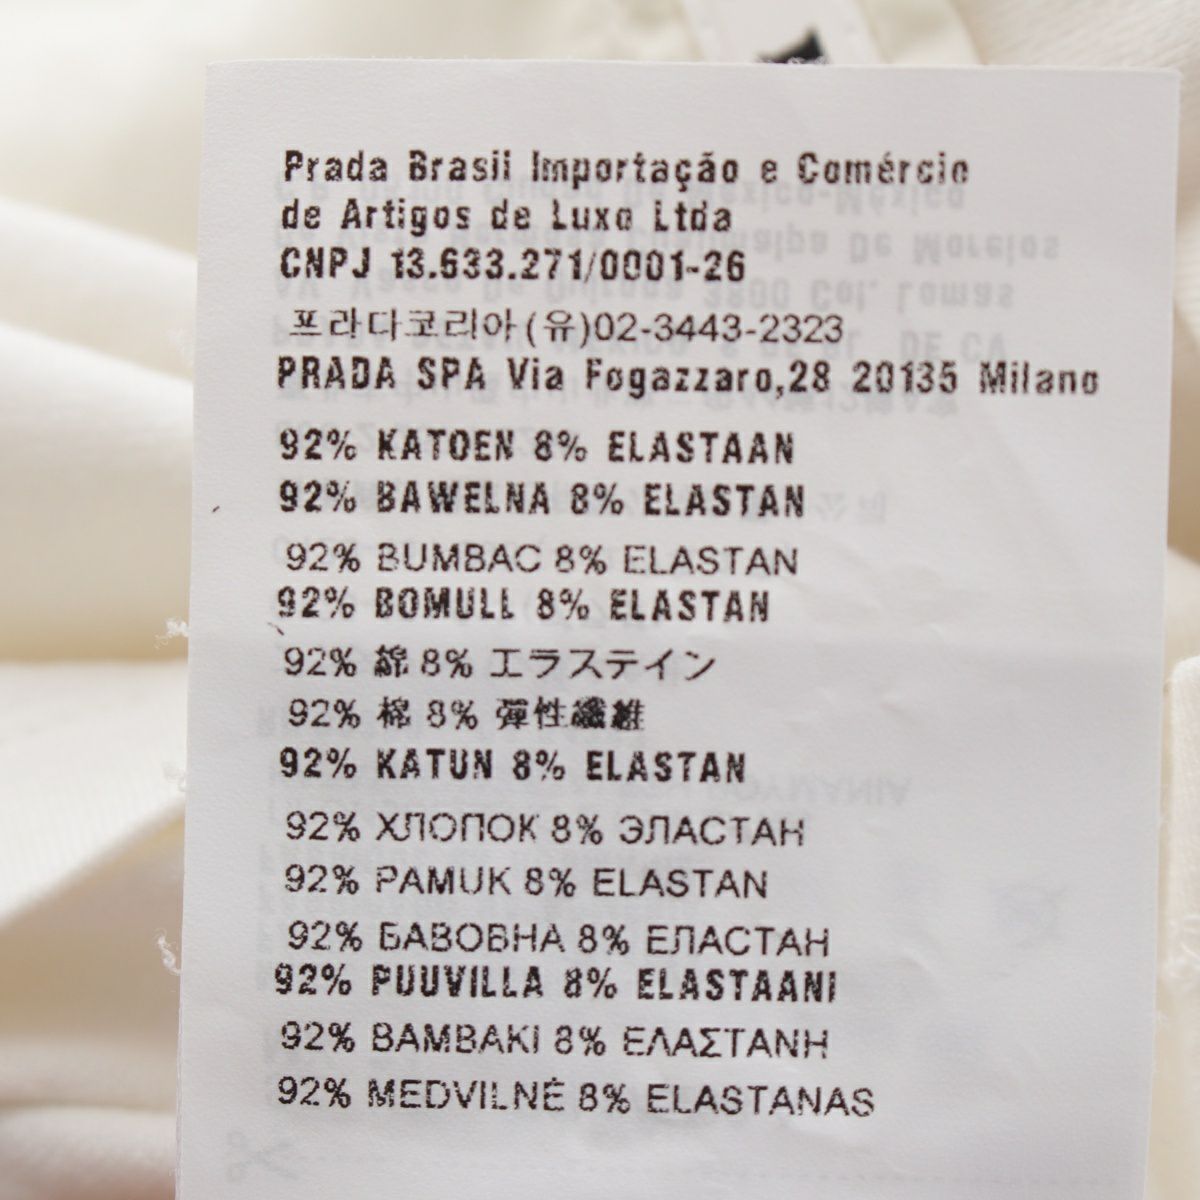 Prada Brasil Importação e Comércio
de Artigos de Luxo Ltda
CNPJ 13.633.271/0001-26
프라다코리아(유)02-3443-2323
PRADA SPA Via Fogazzaro,28 20135 Milano
92% KATOEN 8% ELASTAAN
92% BAWELNA 8% ELASTAN
92% BUMBAC 8% ELASTAN
92% BOMULL 8% ELASTAN
92% 綿 8% エラステイン
92% 棉 8% 彈性纖維
92% KATUN 8% ELASTAN
92% ХЛОПОК 8% ЭЛАСТАН
92% PAMUK 8% ELASTAN
92% БАВОВНА 8% ЕЛАСТАН
92% PUUVILLA 8% ELASTAANI
92% ΒΑΜΒΑΚΙ 8% ΕΛΑΣΤΑΝΗ
92% MEDVILNĖ 8% ELASTANAS